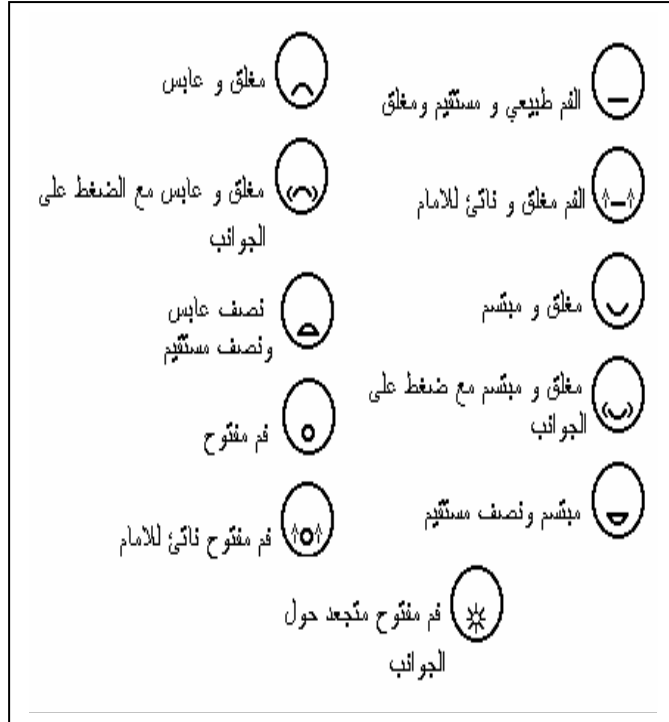 الفم طبيعي و مستقيم ومغلق
الفم مغلق و ناتئ للامام
مغلق و مبتسم
مغلق و مبتسم مع ضغط على
الجوانب
مبتسم ونصف مستقيم
مغلق و عابس
مغلق و عابس مع الضغط على
الجوانب
نصف عابس
ونصف مستقيم
فم مفتوح
فم مفتوح ناتئ للامام
فم مفتوح متجعد حول
الجوانب